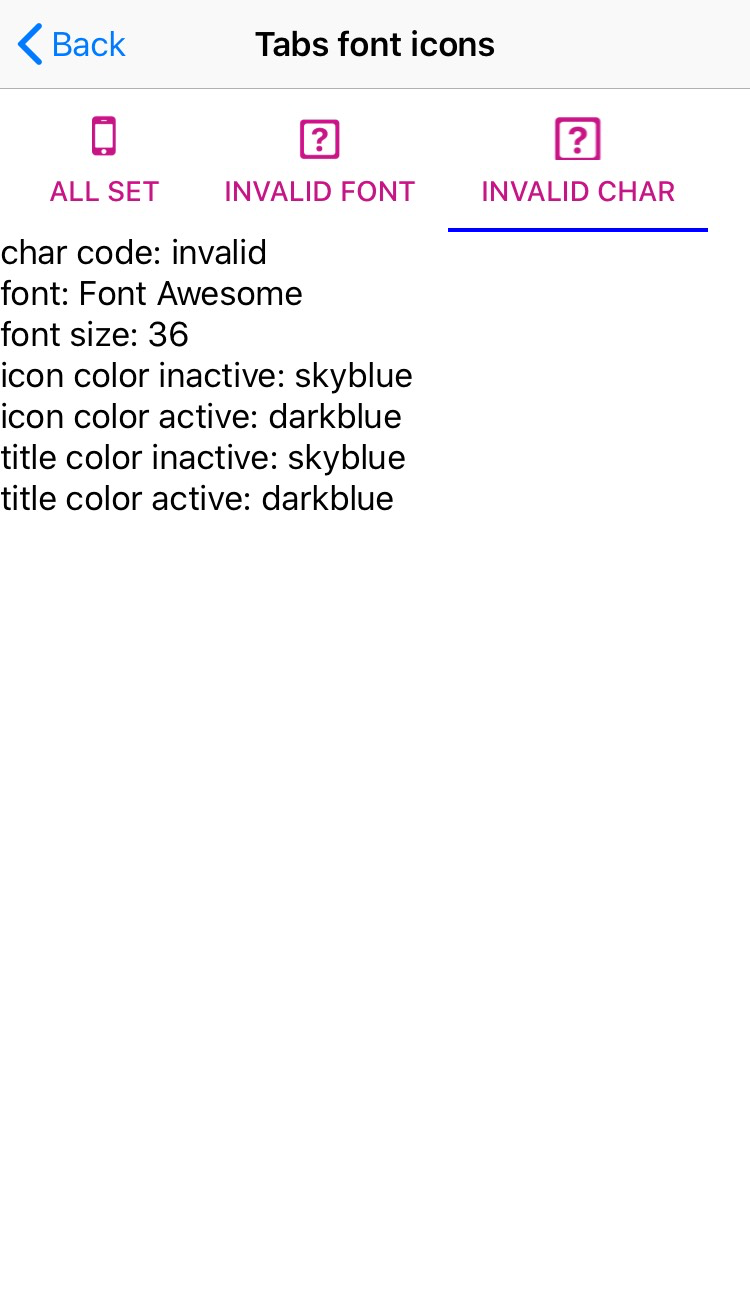 Back
Tabs font icons
ALL SET
INVALID FONT
INVALID CHAR
char code: invalid
font: Font Awesome
font size: 36
icon color inactive: skyblue
icon color active: darkblue
title color inactive: skyblue
title color active: darkblue